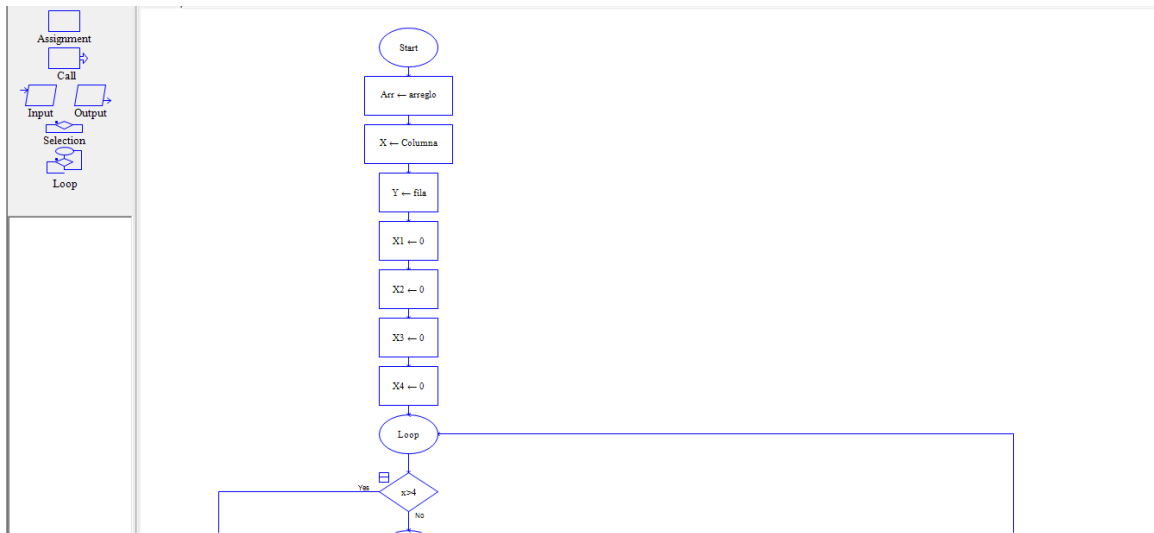 Assignment
Call
Input
Output
Selection
Loop
Start
Arr ← arreglo
X ← Columna
Y ← fila
X1 ← 0
X2 ← 0
X3 ← 0
X4 ← 0
Loop
Yes
x>4
No